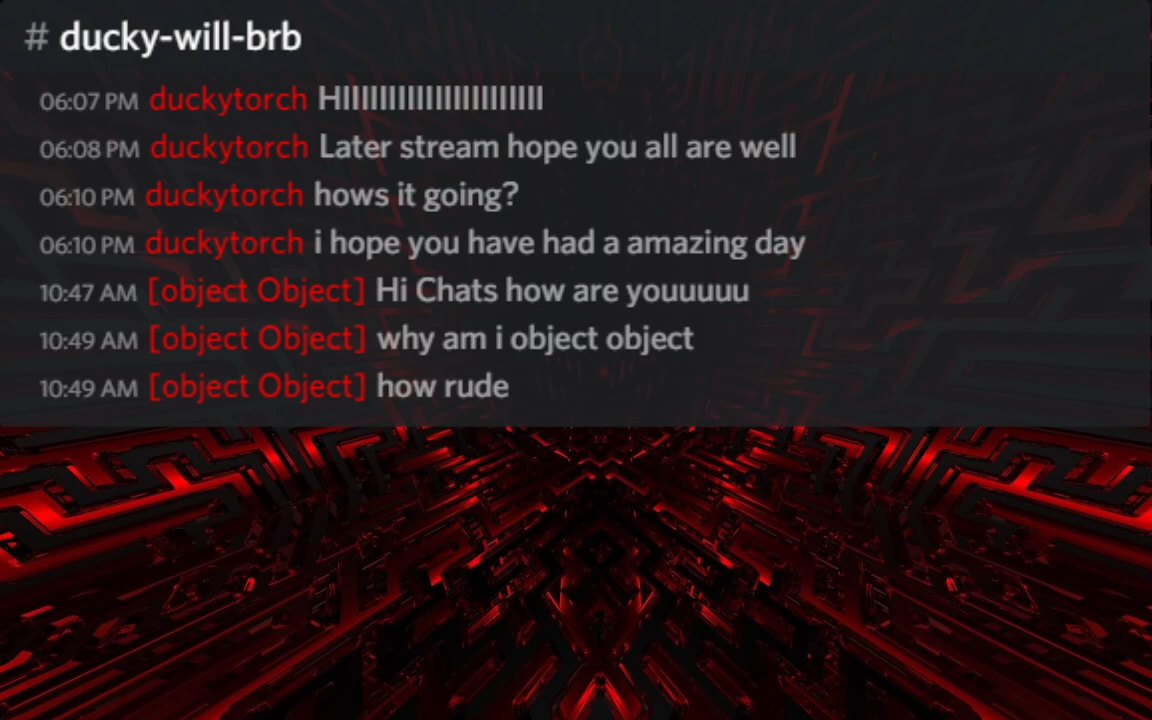 # ducky-will-brb
06:07 PM duckytorch HIIIIIIIIIIIIIIIIIIIIIII
06:08 PM duckytorch Later stream hope you all are well
06:10 PM duckytorch hows it going?
06:10 PM duckytorch i hope you have had a amazing day
10:47 AM [object Object] Hi Chats how are youuuuu
10:49 AM [object Object] why am i object object
10:49 AM [object Object] how rude